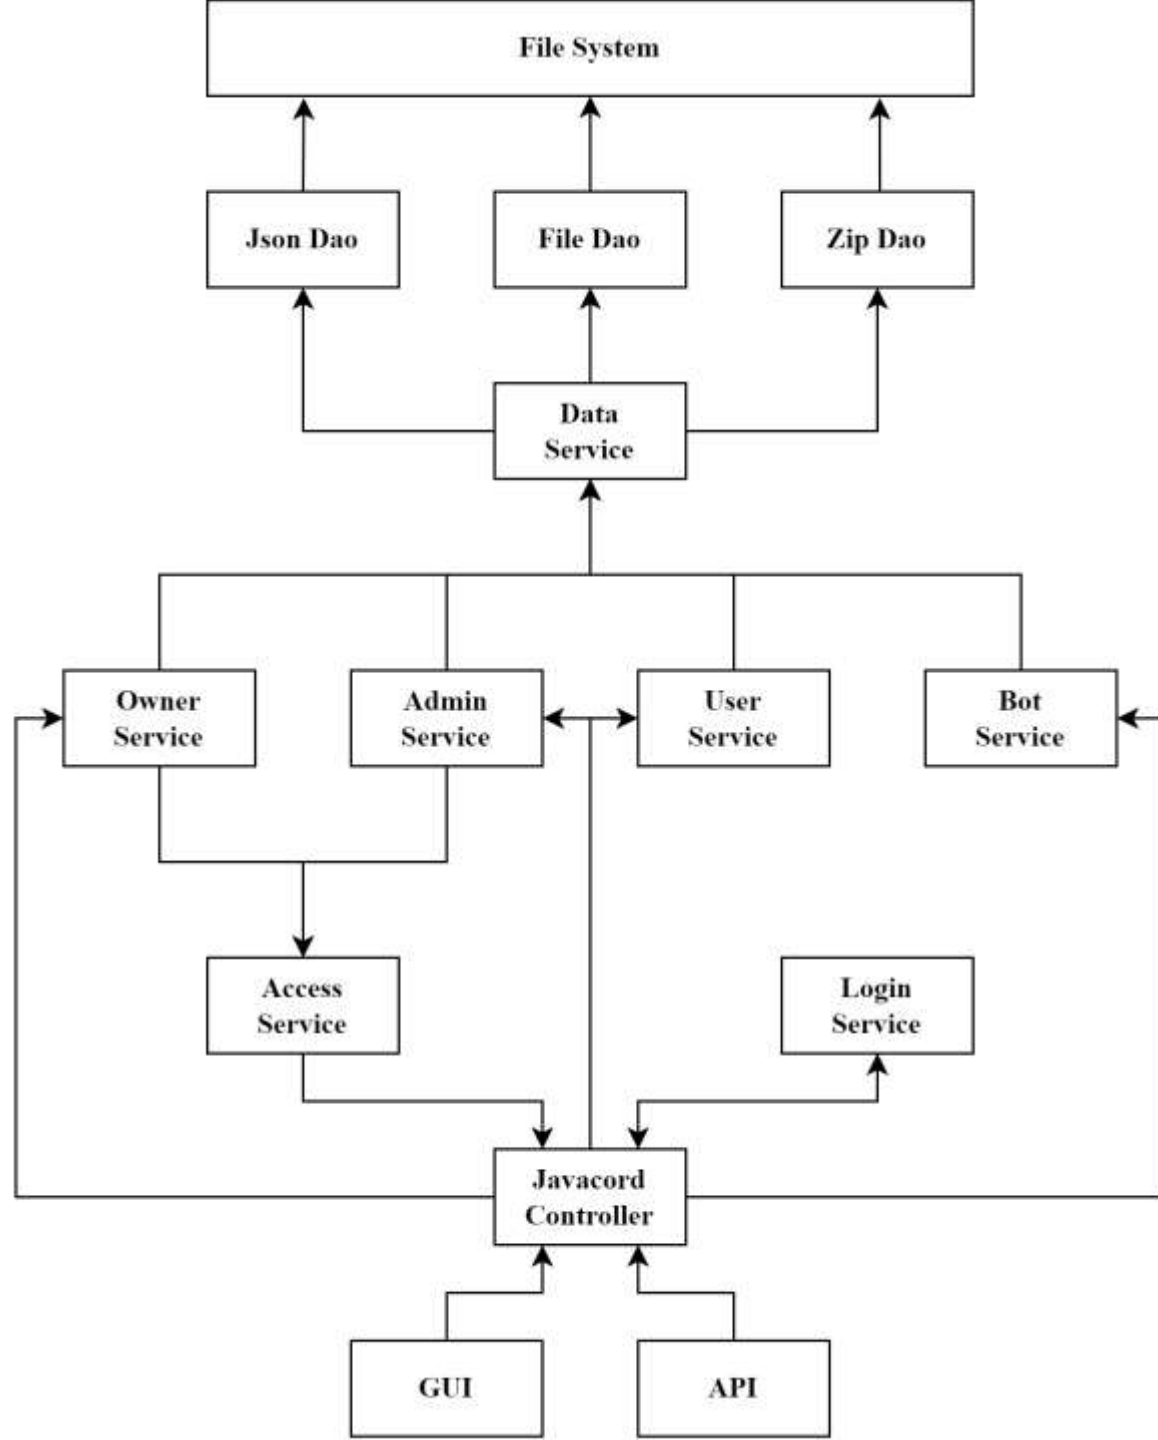 File System
Json Dao
File Dao
Zip Dao
Data
Service
Owner
Service
Admin
Service
User
Service
Bot
Service
Access
Service
Login
Service
Javacord
Controller
GUI
API